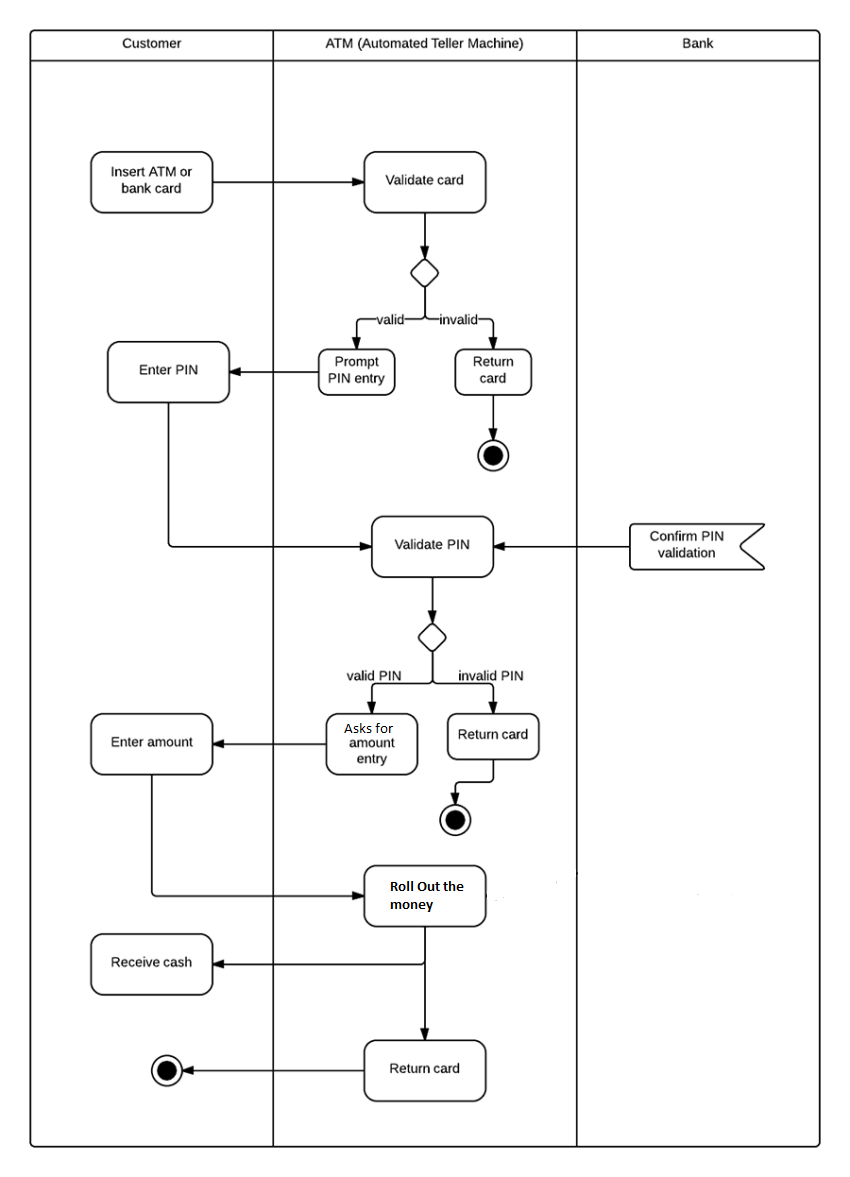 Customer
ATM (Automated Teller Machine)
Bank
Insert ATM or
bank card
Validate card
valid
invalid
Enter PIN
Prompt
PIN entry
Return
card
Validate PIN
Confirm PIN
validation
valid PIN
invalid PIN
Enter amount
Asks for
amount
entry
Return card
Roll Out the
money
Receive cash
Return card